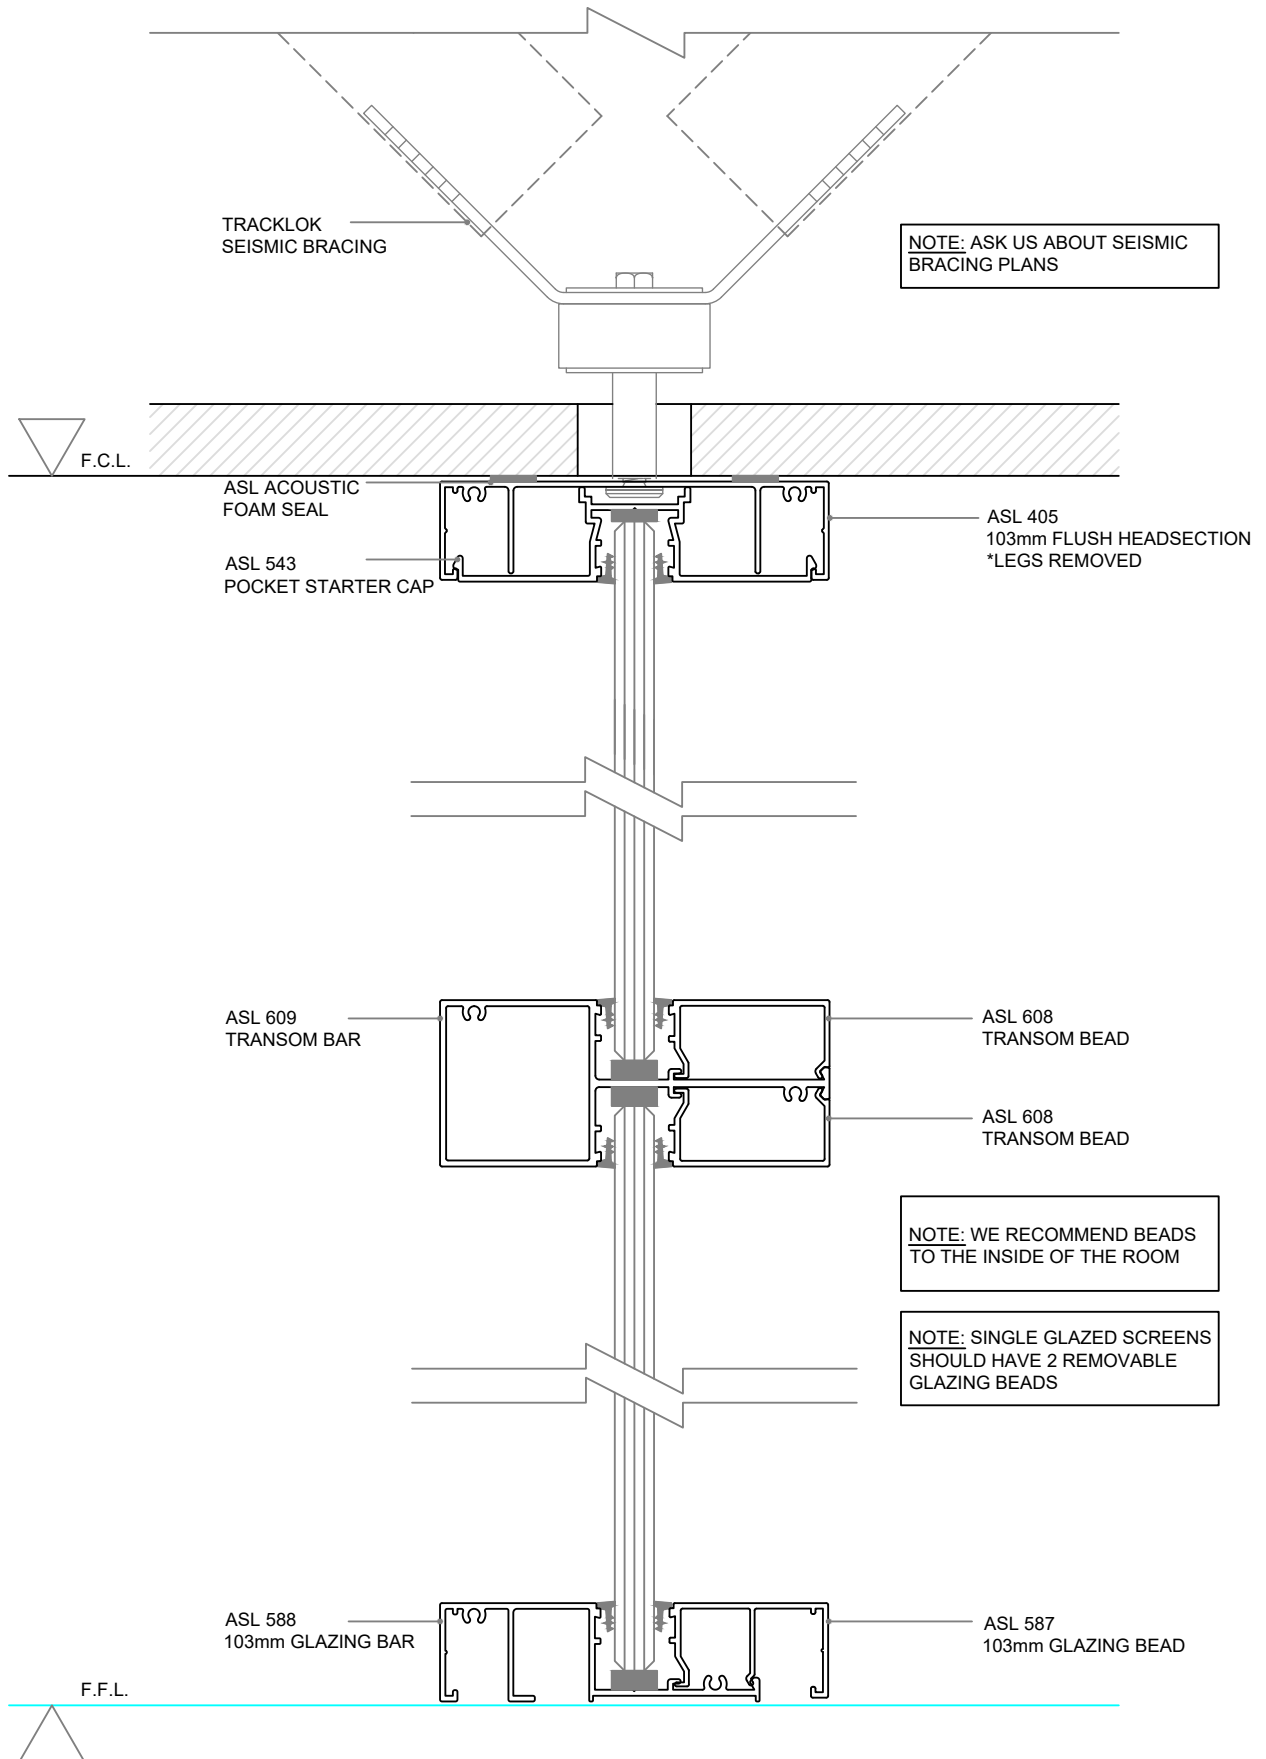 TRACKLOK
SEISMIC BRACING
NOTE: ASK US ABOUT SEISMIC
BRACING PLANS
F.C.L.
ASL ACOUSTIC
FOAM SEAL
ASL 543
POCKET STARTER CAP
ASL 405
103mm FLUSH HEADSECTION
*LEGS REMOVED
ASL 609
TRANSOM BAR
ASL 608
TRANSOM BEAD
ASL 608
TRANSOM BEAD
NOTE: WE RECOMMEND BEADS
TO THE INSIDE OF THE ROOM
NOTE: SINGLE GLAZED SCREENS
SHOULD HAVE 2 REMOVABLE
GLAZING BEADS
ASL 588
103mm GLAZING BAR
ASL 587
103mm GLAZING BEAD
F.F.L.